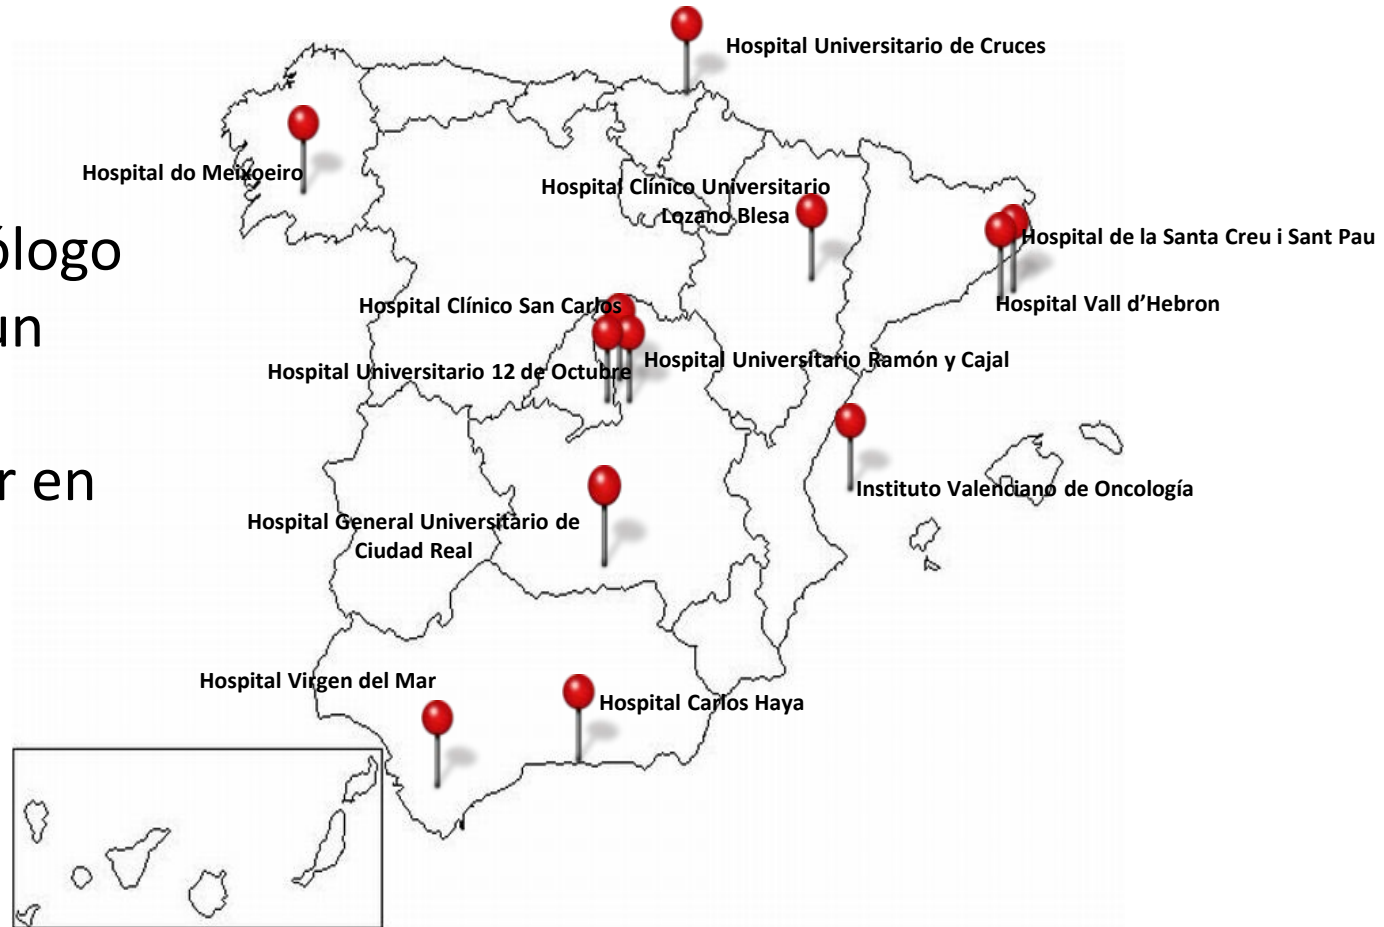 Hospital Universitario de Cruces
Hospital do Meixoeiro
Hospital Clínico Universitario
Lozano Blesa
Hospital de la Santa Creu i Sant Pau
ólogo
Hospital Vall d’Hebron
Hospital Clínico San Carlos
un
Hospital Universitario Ramón y Cajal
Hospital Universitario 12 de Octubre
r en
Instituto Valenciano de Oncología
Hospital General Universitario de
Ciudad Real
Hospital Virgen del Mar
Hospital Carlos Haya